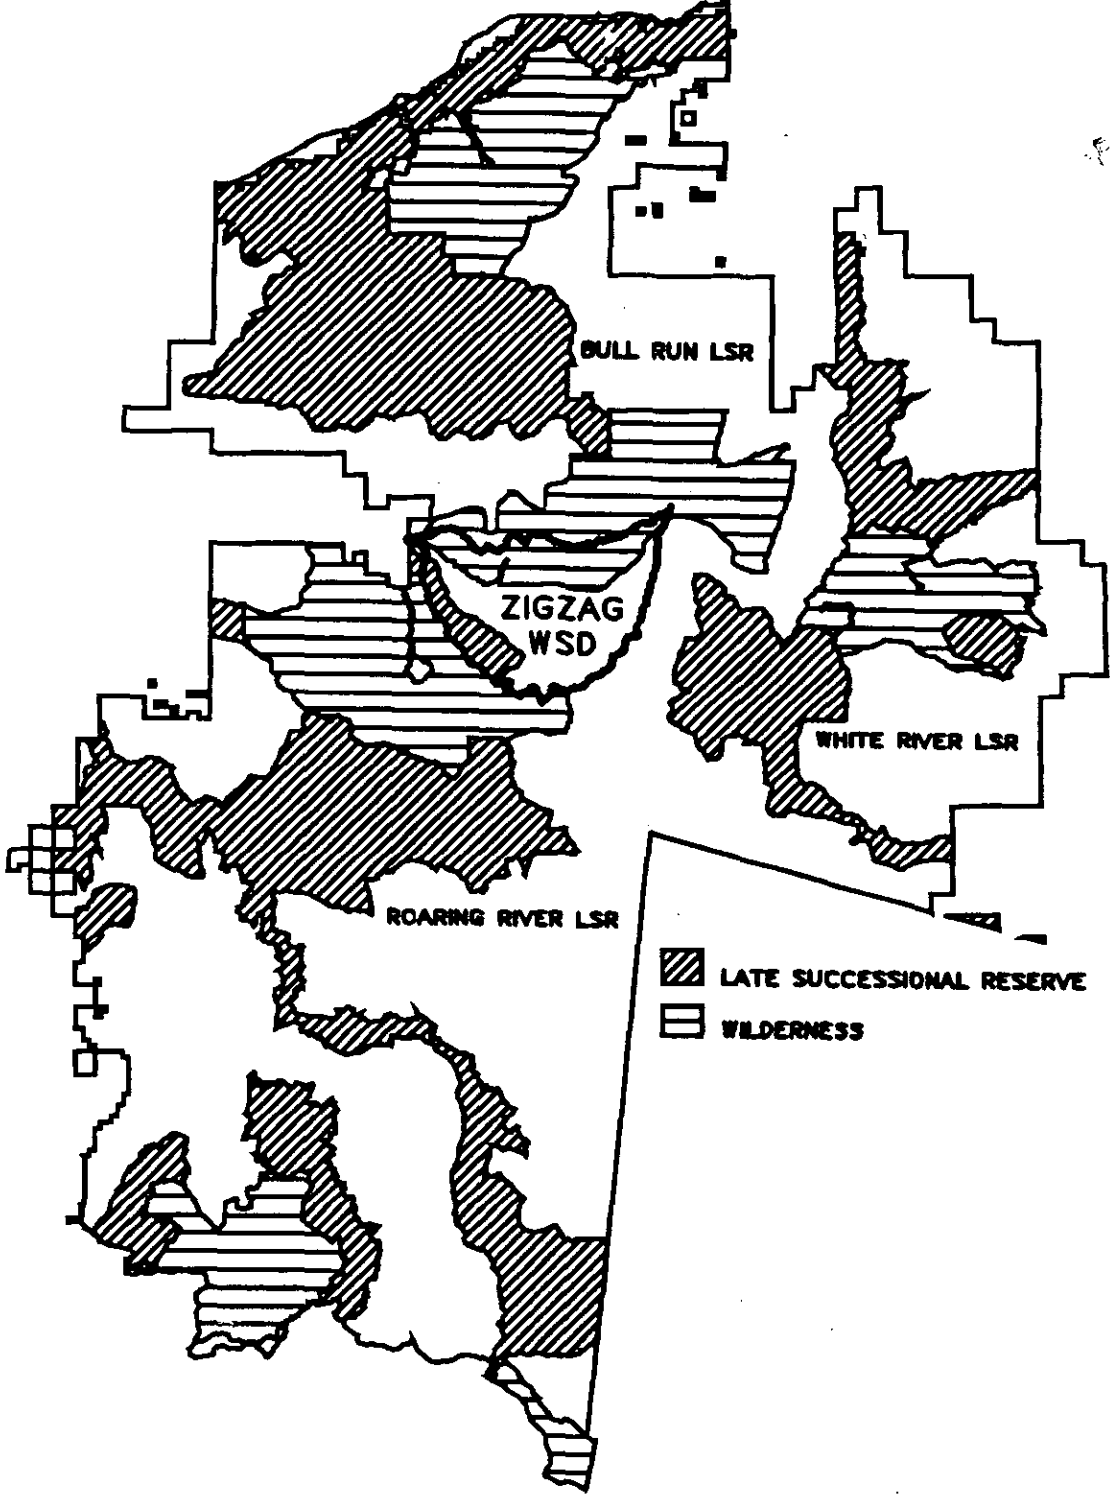 BULL RUN LSR
ZIGZAG
WSD
WHITE RIVER LSR
ROARING RIVER LSR
LATE SUCCESSIONAL RESERVE
WILDERNESS